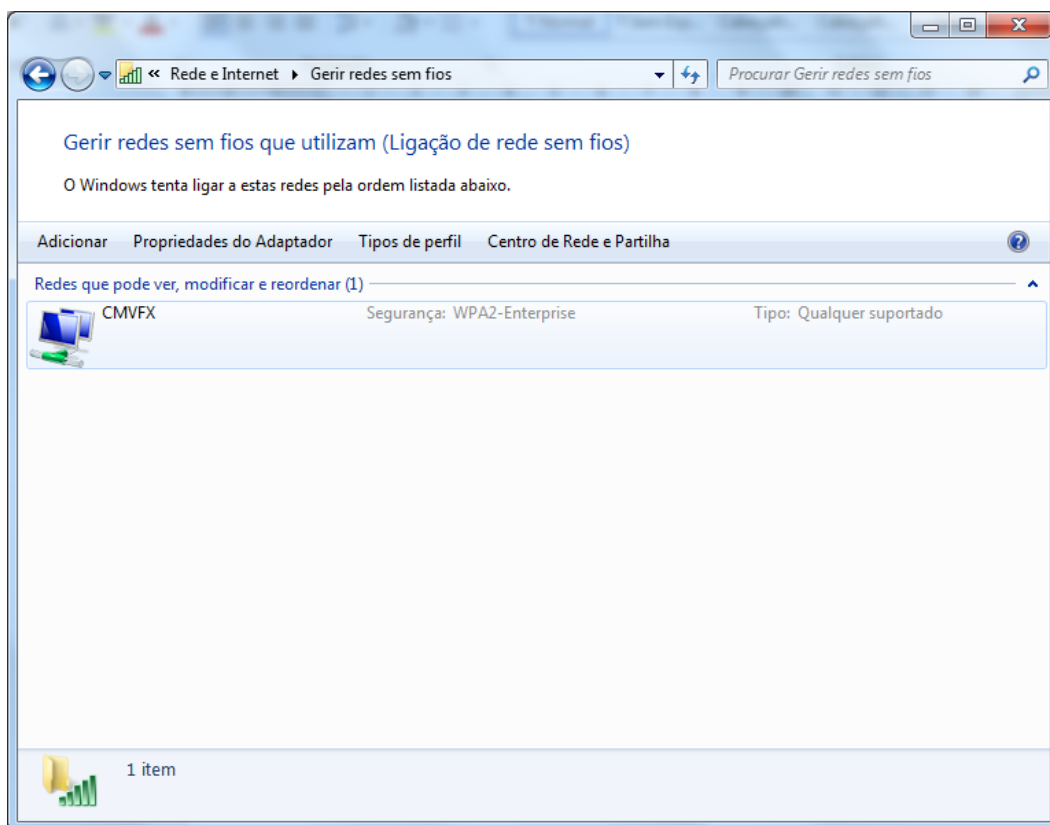 « Rede e Internet ▸ Gerir redes sem fios
Procurar Gerir redes sem fios
Gerir redes sem fios que utilizam (Ligação de rede sem fios)
O Windows tenta ligar a estas redes pela ordem listada abaixo.
Adicionar Propriedades do Adaptador Tipos de perfil Centro de Rede e Partilha
Redes que pode ver, modificar e reordenar (1)
CMVFX Segurança: WPA2-Enterprise Tipo: Qualquer suportado
1 item